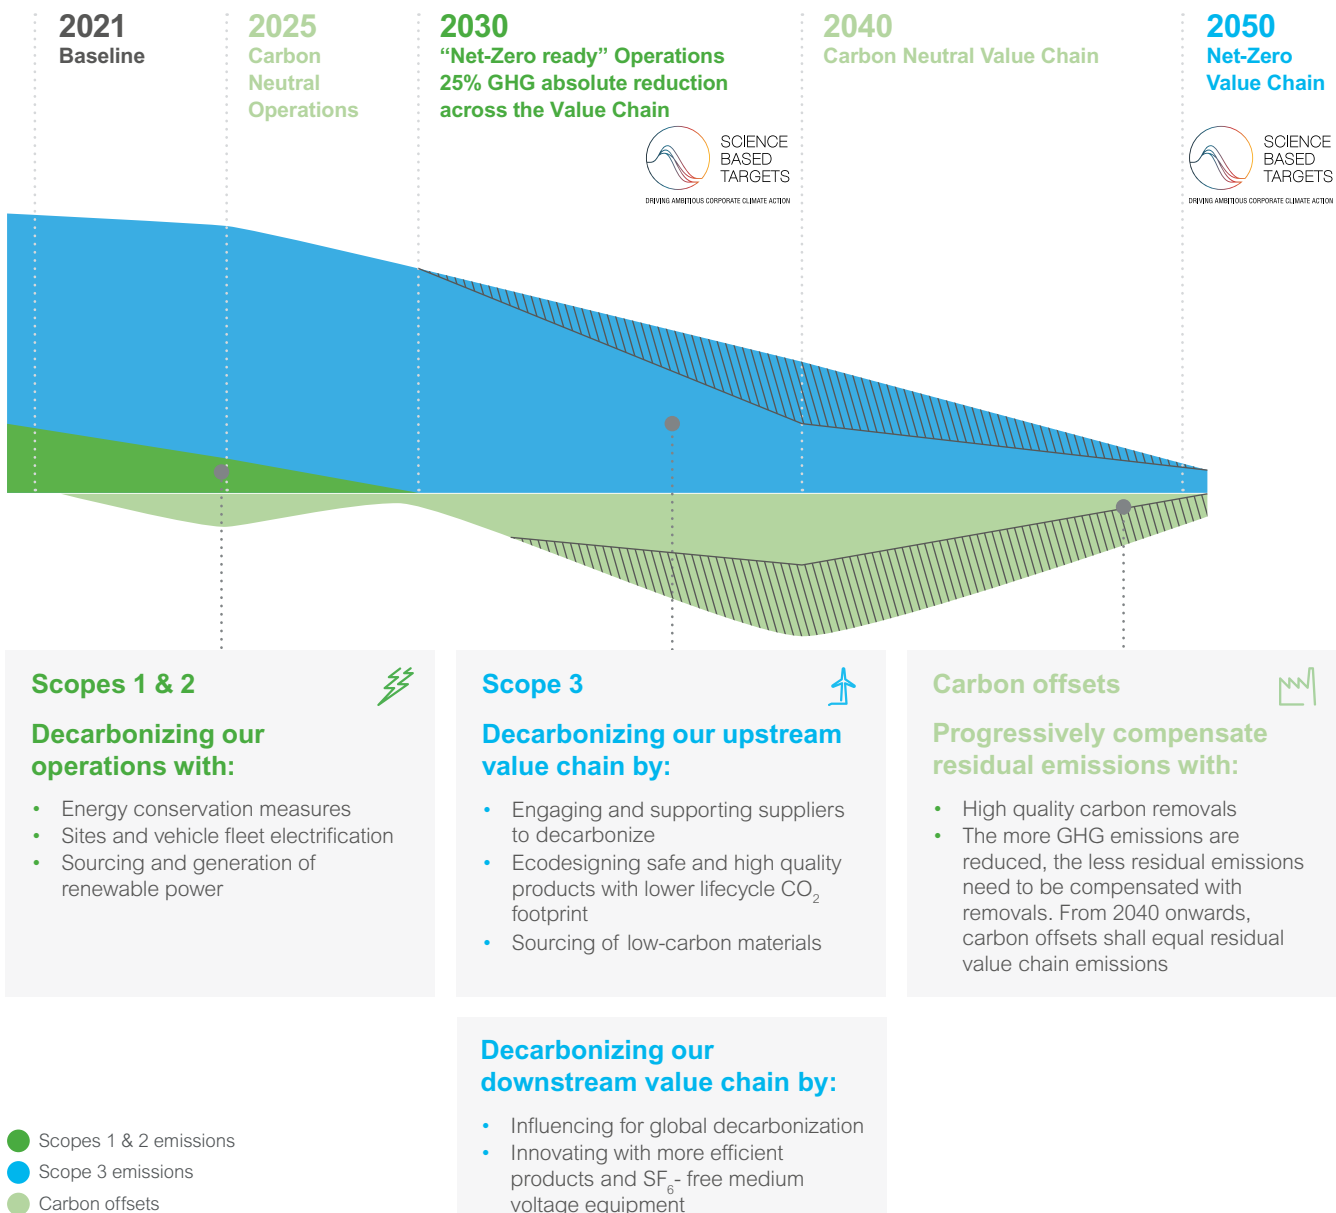 2021
Baseline
2025
Carbon
Neutral
Operations
2030
“Net-Zero ready” Operations
25% GHG absolute reduction
across the Value Chain
2040
Carbon Neutral Value Chain
2050
Net-Zero
Value Chain
SCIENCE
BASED
TARGETS
DRIVING AMBITIOUS CORPORATE CLIMATE ACTION
SCIENCE
BASED
TARGETS
DRIVING AMBITIOUS CORPORATE CLIMATE ACTION
Scopes 1 & 2
Decarbonizing our
operations with:
• Energy conservation measures
• Sites and vehicle fleet electrification
• Sourcing and generation of
renewable power
Scope 3
Decarbonizing our upstream
value chain by:
• Engaging and supporting suppliers
to decarbonize
• Ecodesigning safe and high quality
products with lower lifecycle CO₂
footprint
• Sourcing of low-carbon materials
Carbon offsets
Progressively compensate
residual emissions with:
• High quality carbon removals
• The more GHG emissions are
reduced, the less residual emissions
need to be compensated with
removals. From 2040 onwards,
carbon offsets shall equal residual
value chain emissions
Decarbonizing our
downstream value chain by:
• Influencing for global decarbonization
• Innovating with more efficient
products and SF₆- free medium
voltage equipment
Scopes 1 & 2 emissions
Scope 3 emissions
Carbon offsets